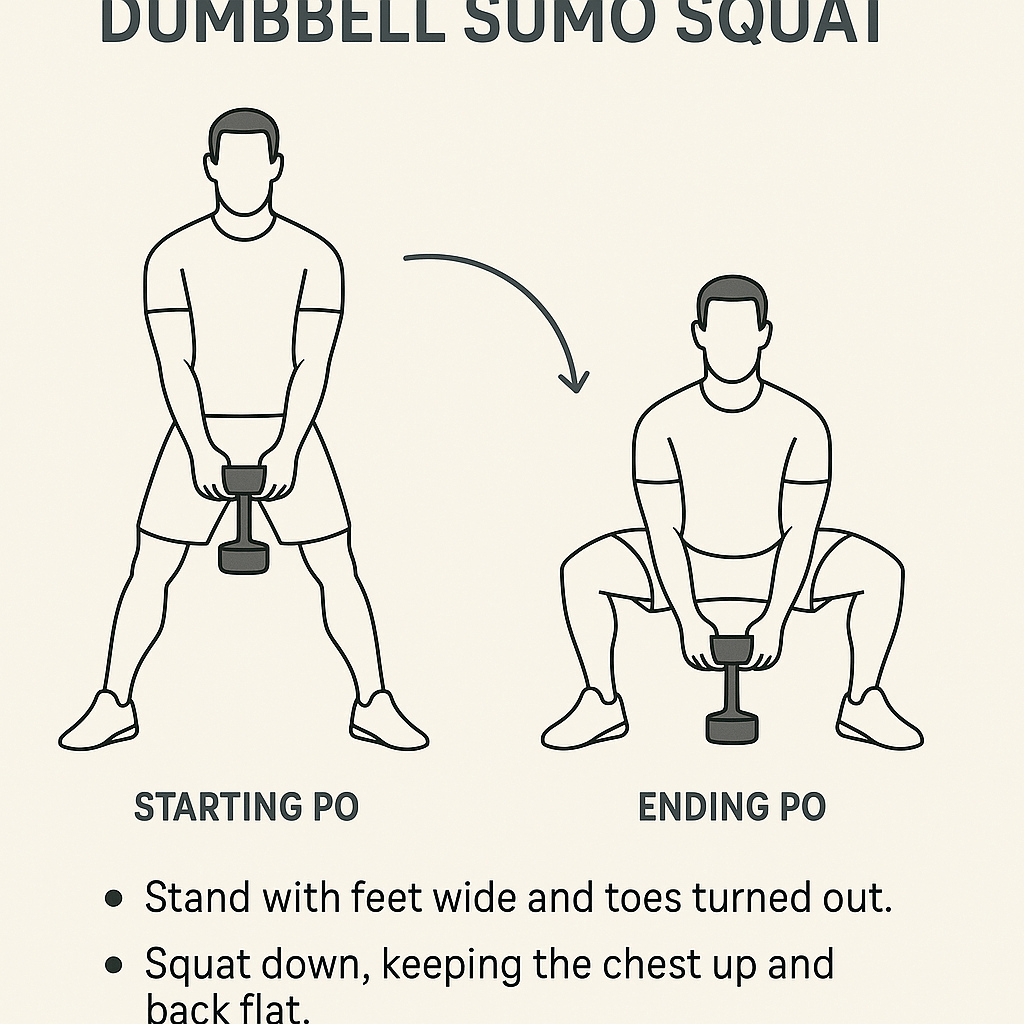 DUMBBELL SUMO SQUAT
STARTING PO
ENDING PO
• Stand with feet wide and toes turned out.
• Squat down, keeping the chest up and
back flat.